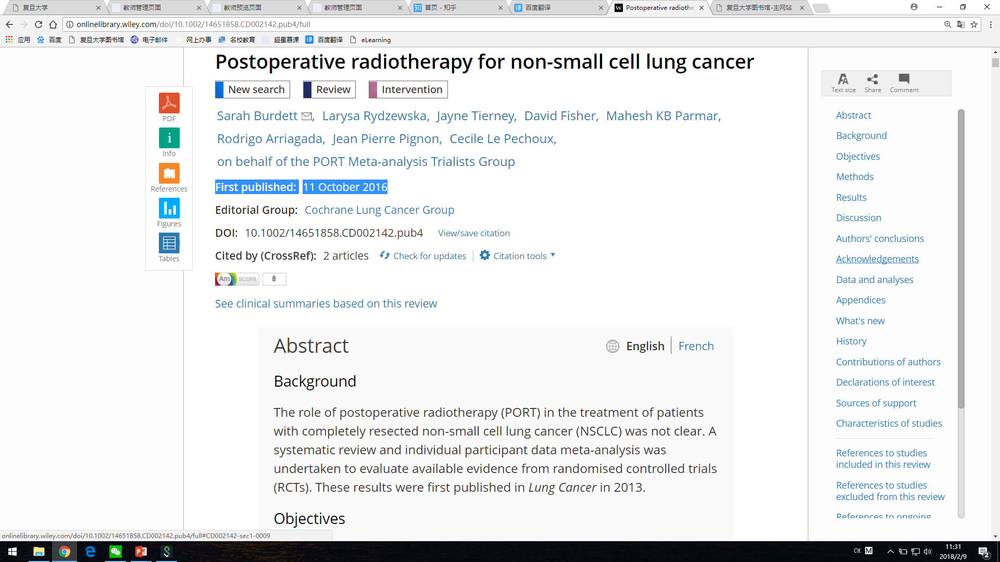 复旦大学
教师管理页面
教师预览页面
教师管理页面
知 首页 - 知乎
译 百度翻译
W Postoperative radiothe
复旦大学图书馆-主网站
onlinelibrary.wiley.com/doi/10.1002/14651858.CD002142.pub4/full
应用 百度 复旦大学图书馆 电子邮件 网上办事 名校教育 超星慕课 译 百度翻译 eLearning
Postoperative radiotherapy for non-small cell lung cancer
New search Review Intervention
Sarah Burdett , Larysa Rydzewska, Jayne Tierney, David Fisher, Mahesh KB Parmar,
Rodrigo Arriagada, Jean Pierre Pignon, Cecile Le Pechoux,
on behalf of the PORT Meta-analysis Trialists Group
First published: 11 October 2016
Editorial Group: Cochrane Lung Cancer Group
DOI: 10.1002/14651858.CD002142.pub4 View/save citation
Cited by (CrossRef): 2 articles Check for updates Citation tools
Am score 8
See clinical summaries based on this review
PDF
Info
References
Figures
Tables
Abstract
English French
Background
The role of postoperative radiotherapy (PORT) in the treatment of patients
with completely resected non-small cell lung cancer (NSCLC) was not clear. A
systematic review and individual participant data meta-analysis was
undertaken to evaluate available evidence from randomised controlled trials
(RCTs). These results were first published in Lung Cancer in 2013.
Objectives
Text size Share Comment
Abstract
Background
Objectives
Methods
Results
Discussion
Authors' conclusions
Acknowledgements
Data and analyses
Appendices
What's new
History
Contributions of authors
Declarations of interest
Sources of support
Characteristics of studies
References to studies
included in this review
References to studies
excluded from this review
References to ongoing
onlinelibrary.wiley.com/doi/10.1002/14651858.CD002142.pub4/full#CD002142-sec1-0009
CH M
11:31
2018/2/9
2